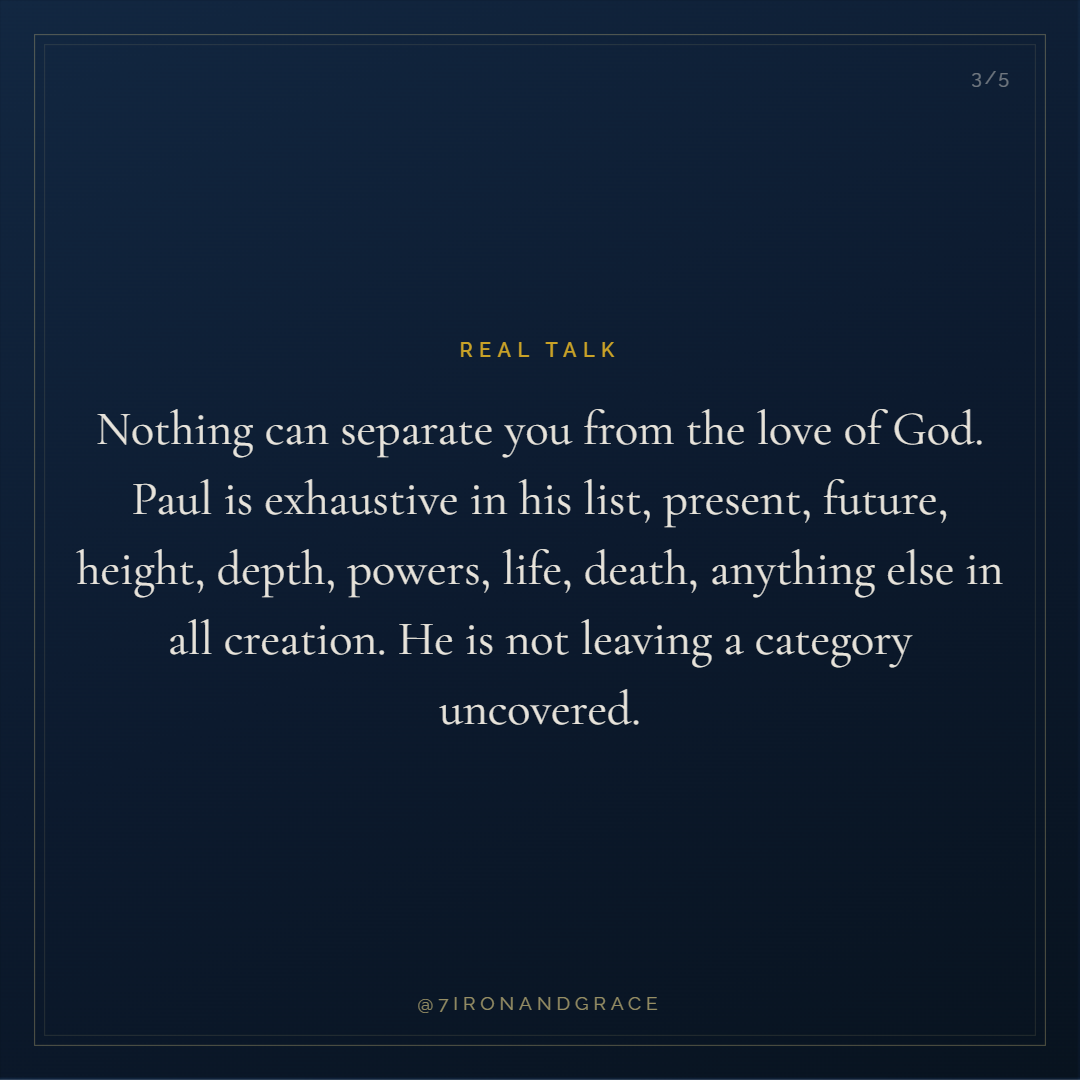 3/5
REAL TALK
Nothing can separate you from the love of God.
Paul is exhaustive in his list, present, future,
height, depth, powers, life, death, anything else in
all creation. He is not leaving a category
uncovered.
@7IRONANDGRACE